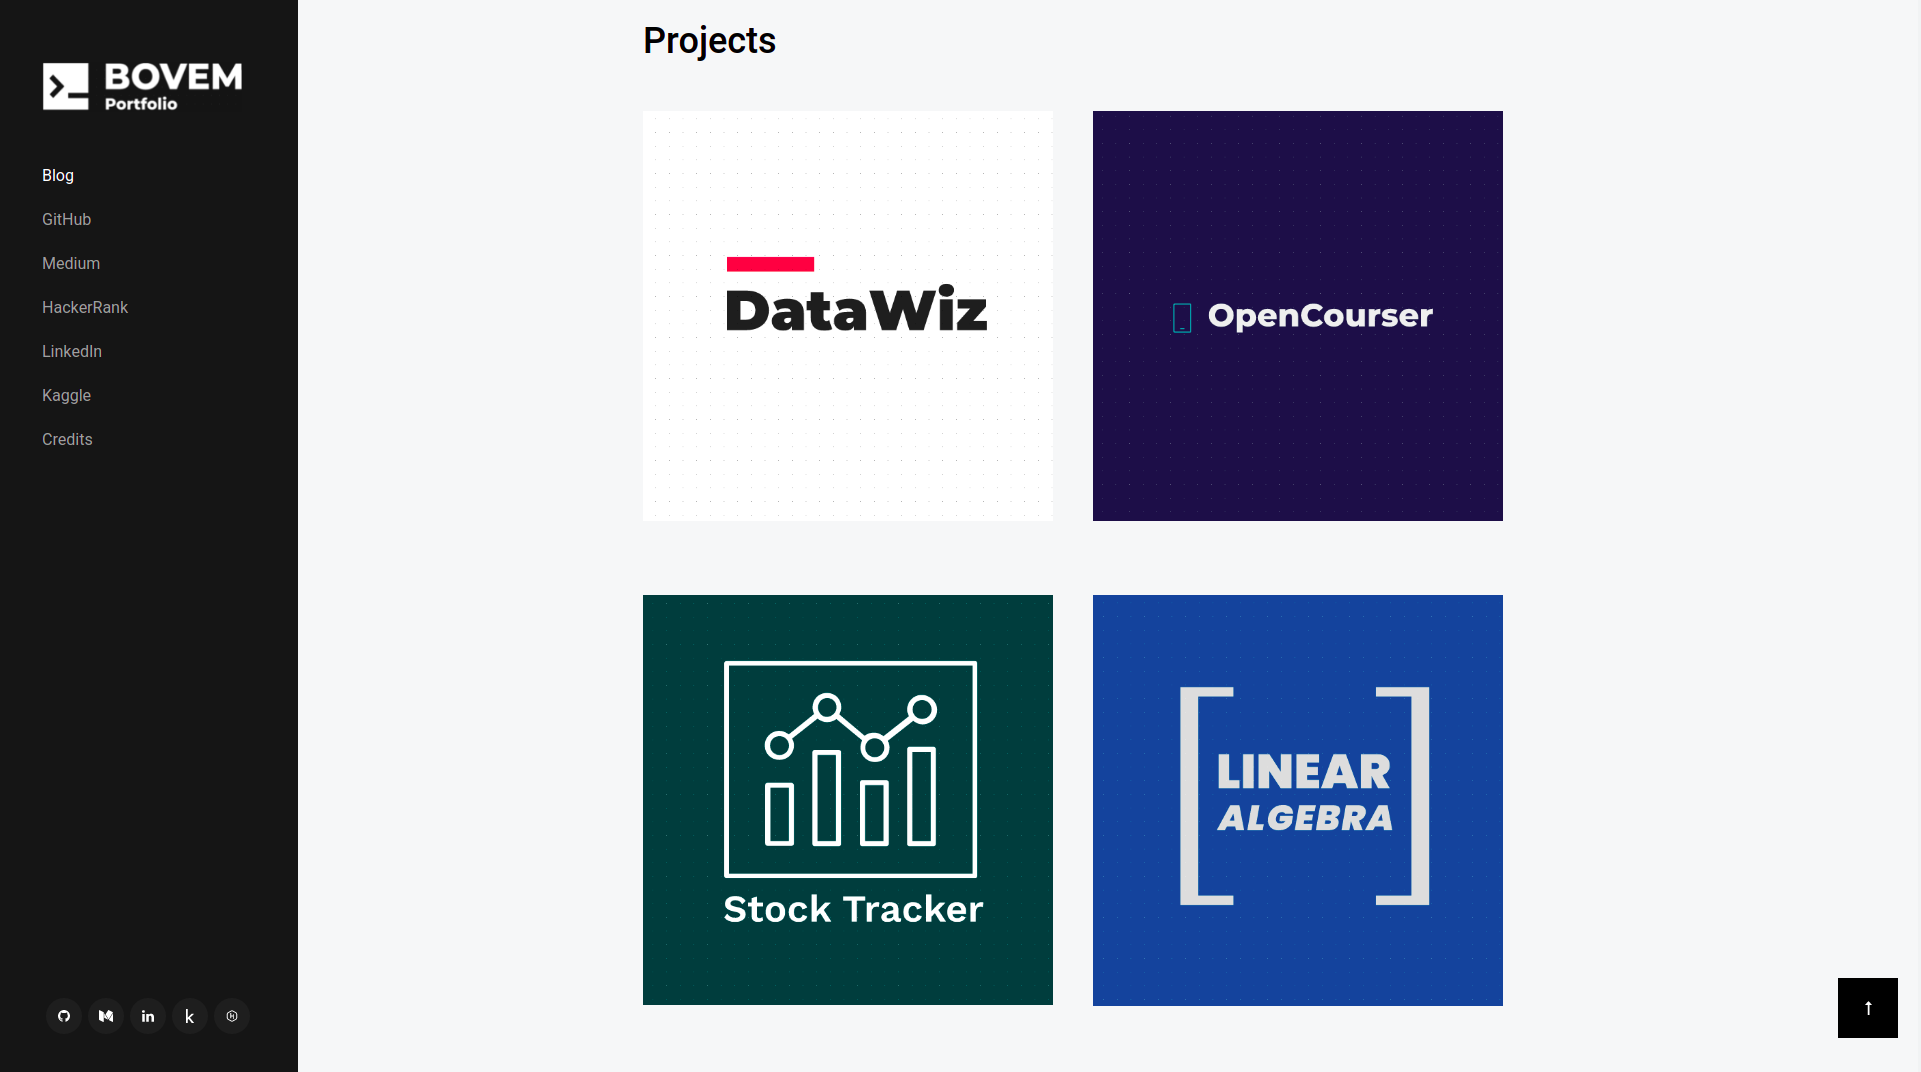 BOVEM
Portfolio
Blog
GitHub
Medium
HackerRank
LinkedIn
Kaggle
Credits
Projects
DataWiz
OpenCourser
Stock Tracker
LINEAR
ALGEBRA